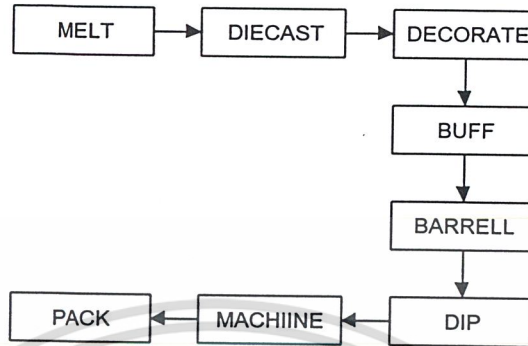 MELT
DIECAST
DECORATE
BUFF
BARRELL
DIP
MACHIINE
PACK